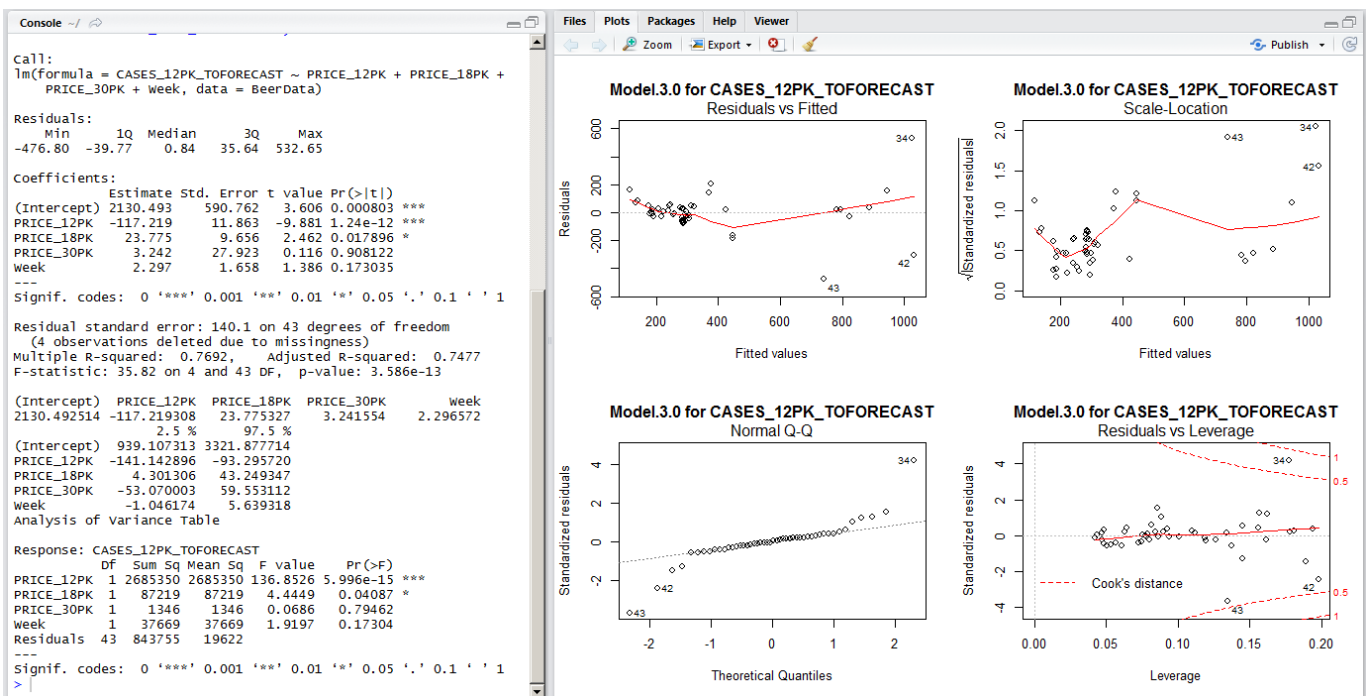 Console ~/
Call:
lm(formula = CASES_12PK_TOFORECAST ~ PRICE_12PK + PRICE_18PK +
    PRICE_30PK + Week, data = BeerData)
Residuals:
    Min      1Q  Median      3Q     Max
-476.80  -39.77    0.84   35.64  532.65
Coefficients:
            Estimate Std. Error t value Pr(>|t|)
(Intercept) 2130.493    590.762   3.606 0.000803 ***
PRICE_12PK  -117.219     11.863  -9.881 1.24e-12 ***
PRICE_18PK    23.775      9.656   2.462 0.017896 *
PRICE_30PK     3.242     27.923   0.116 0.908122
Week           2.297      1.658   1.386 0.173035
---
Signif. codes:  0 ‘***’ 0.001 ‘**’ 0.01 ‘*’ 0.05 ‘.’ 0.1 ‘ ’ 1
Residual standard error: 140.1 on 43 degrees of freedom
  (4 observations deleted due to missingness)
Multiple R-squared:  0.7692,    Adjusted R-squared:  0.7477
F-statistic: 35.82 on 4 and 43 DF,  p-value: 3.586e-13
(Intercept)  PRICE_12PK  PRICE_18PK  PRICE_30PK        Week
2130.492514 -117.219308   23.775327    3.241554    2.296572
                 2.5 %      97.5 %
(Intercept)  939.107313 3321.877714
PRICE_12PK  -141.142896  -93.295720
PRICE_18PK     4.301306   43.249347
PRICE_30PK   -53.070003   59.553112
Week          -1.046174    5.639318
Analysis of Variance Table
Response: CASES_12PK_TOFORECAST
           Df  Sum Sq Mean Sq  F value    Pr(>F)
PRICE_12PK  1 2685350 2685350 136.8526 5.996e-15 ***
PRICE_18PK  1   87219   87219   4.4449   0.04087 *
PRICE_30PK  1    1346    1346   0.0686   0.79462
Week        1   37669   37669   1.9197   0.17304
Residuals  43  843755   19622
---
Signif. codes:  0 ‘***’ 0.001 ‘**’ 0.01 ‘*’ 0.05 ‘.’ 0.1 ‘ ’ 1
>
Files Plots Packages Help Viewer
Zoom Export Publish
Model.3.0 for CASES_12PK_TOFORECAST
Residuals vs Fitted
Residuals
600
200
0
-200
-600
34
42
43
200 400 600 800 1000
Fitted values
Model.3.0 for CASES_12PK_TOFORECAST
Scale-Location
√|Standardized residuals|
2.0
1.5
1.0
0.5
0.0
43
34
42
200 400 600 800 1000
Fitted values
Model.3.0 for CASES_12PK_TOFORECAST
Normal Q-Q
Standardized residuals
4
2
0
-2
34
42
43
-2 -1 0 1 2
Theoretical Quantiles
Model.3.0 for CASES_12PK_TOFORECAST
Residuals vs Leverage
Standardized residuals
4
2
0
-2
-4
34
1
0.5
Cook's distance
42
43
0.5
1
0.00 0.05 0.10 0.15 0.20
Leverage